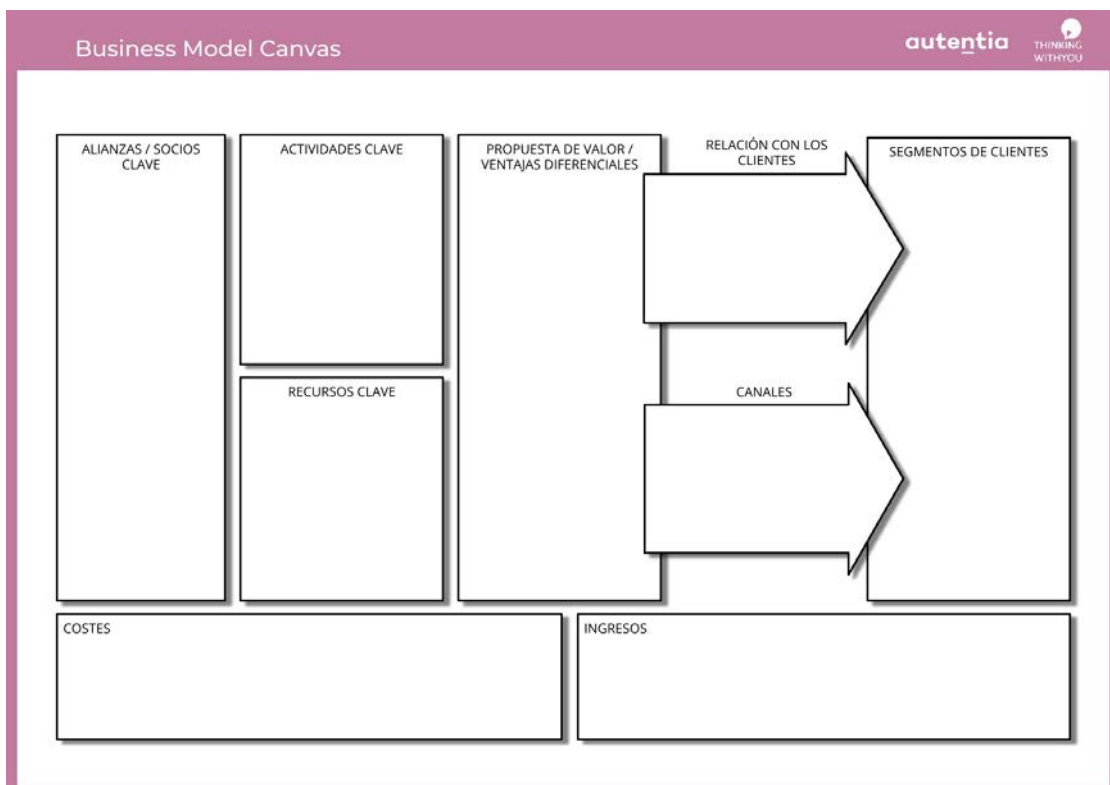 Business Model Canvas
autentia
THINKING
WITHYOU
ALIANZAS / SOCIOS
CLAVE
ACTIVIDADES CLAVE
PROPUESTA DE VALOR /
VENTAJAS DIFERENCIALES
RELACIÓN CON LOS
CLIENTES
SEGMENTOS DE CLIENTES
RECURSOS CLAVE
CANALES
COSTES
INGRESOS